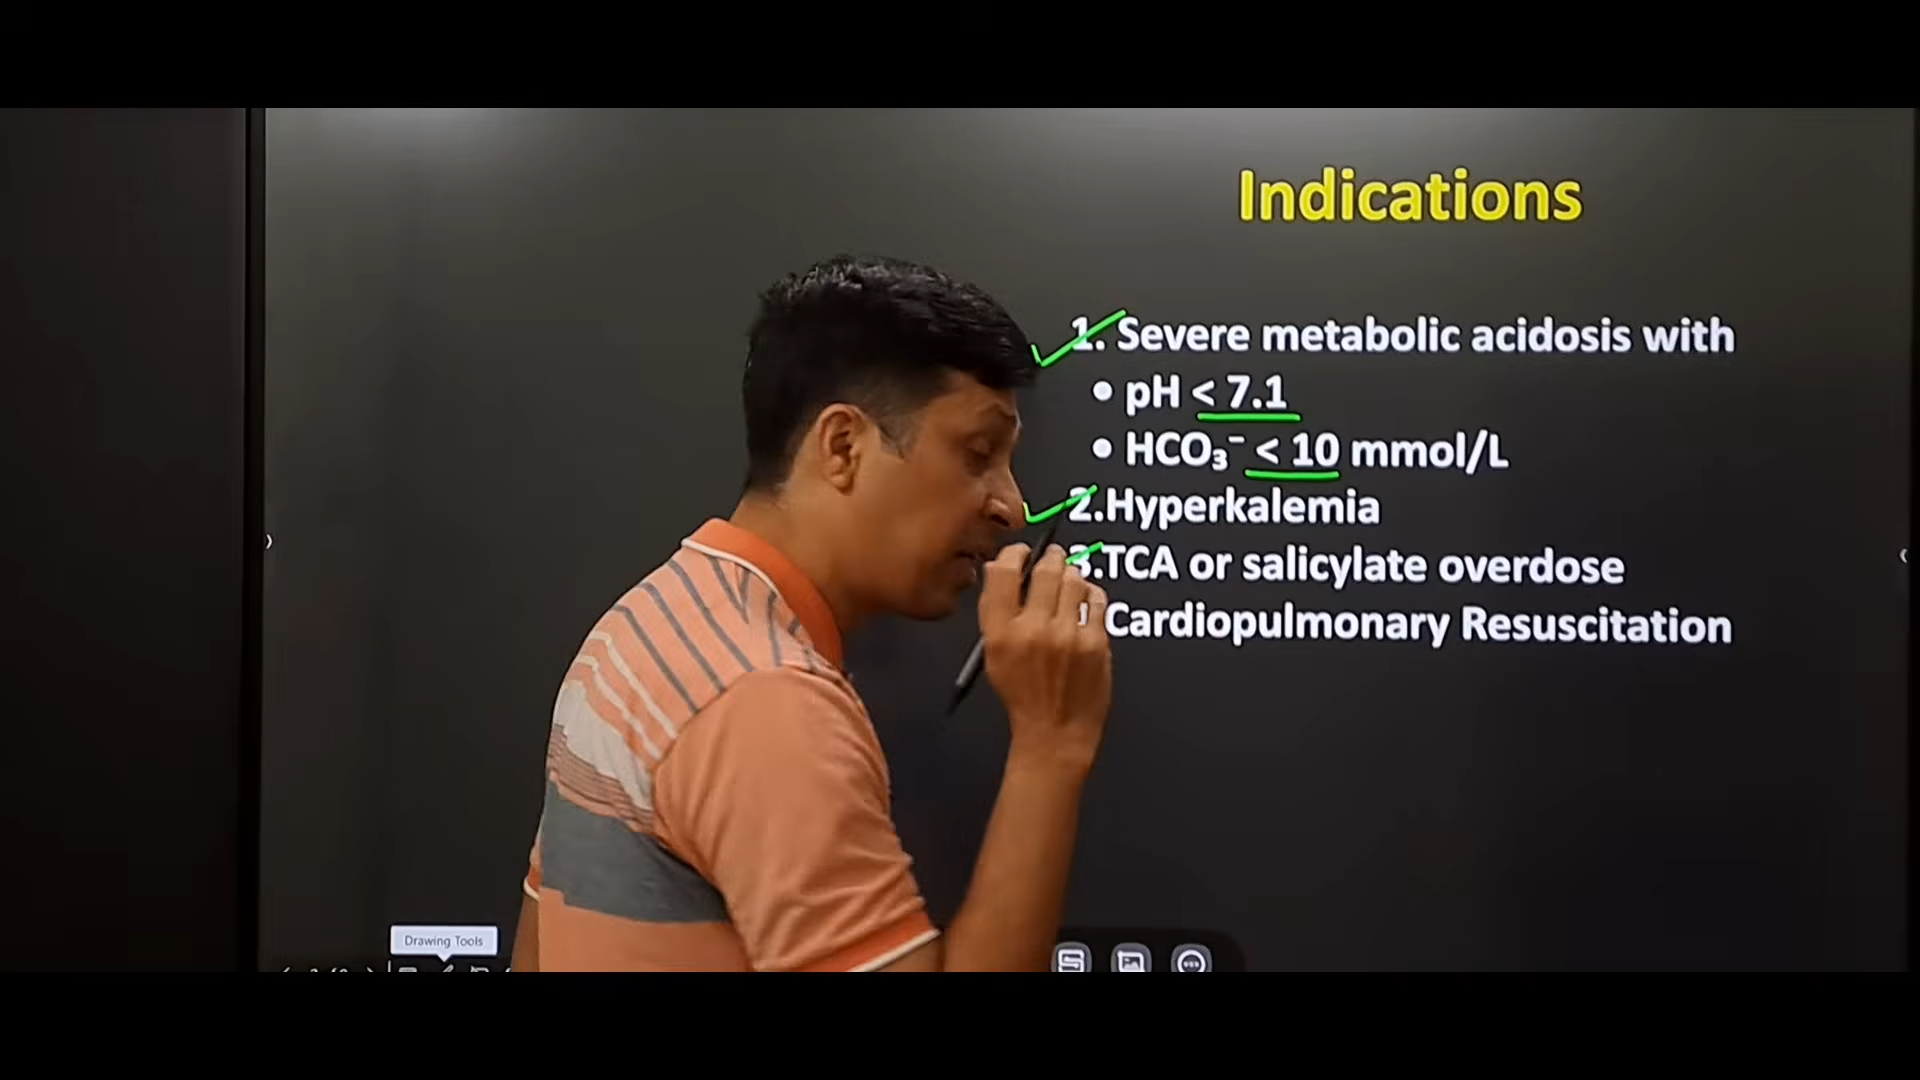 Indications
1. Severe metabolic acidosis with
• pH < 7.1
• HCO₃⁻ < 10 mmol/L
2.Hyperkalemia
3.TCA or salicylate overdose
Cardiopulmonary Resuscitation
Drawing Tools